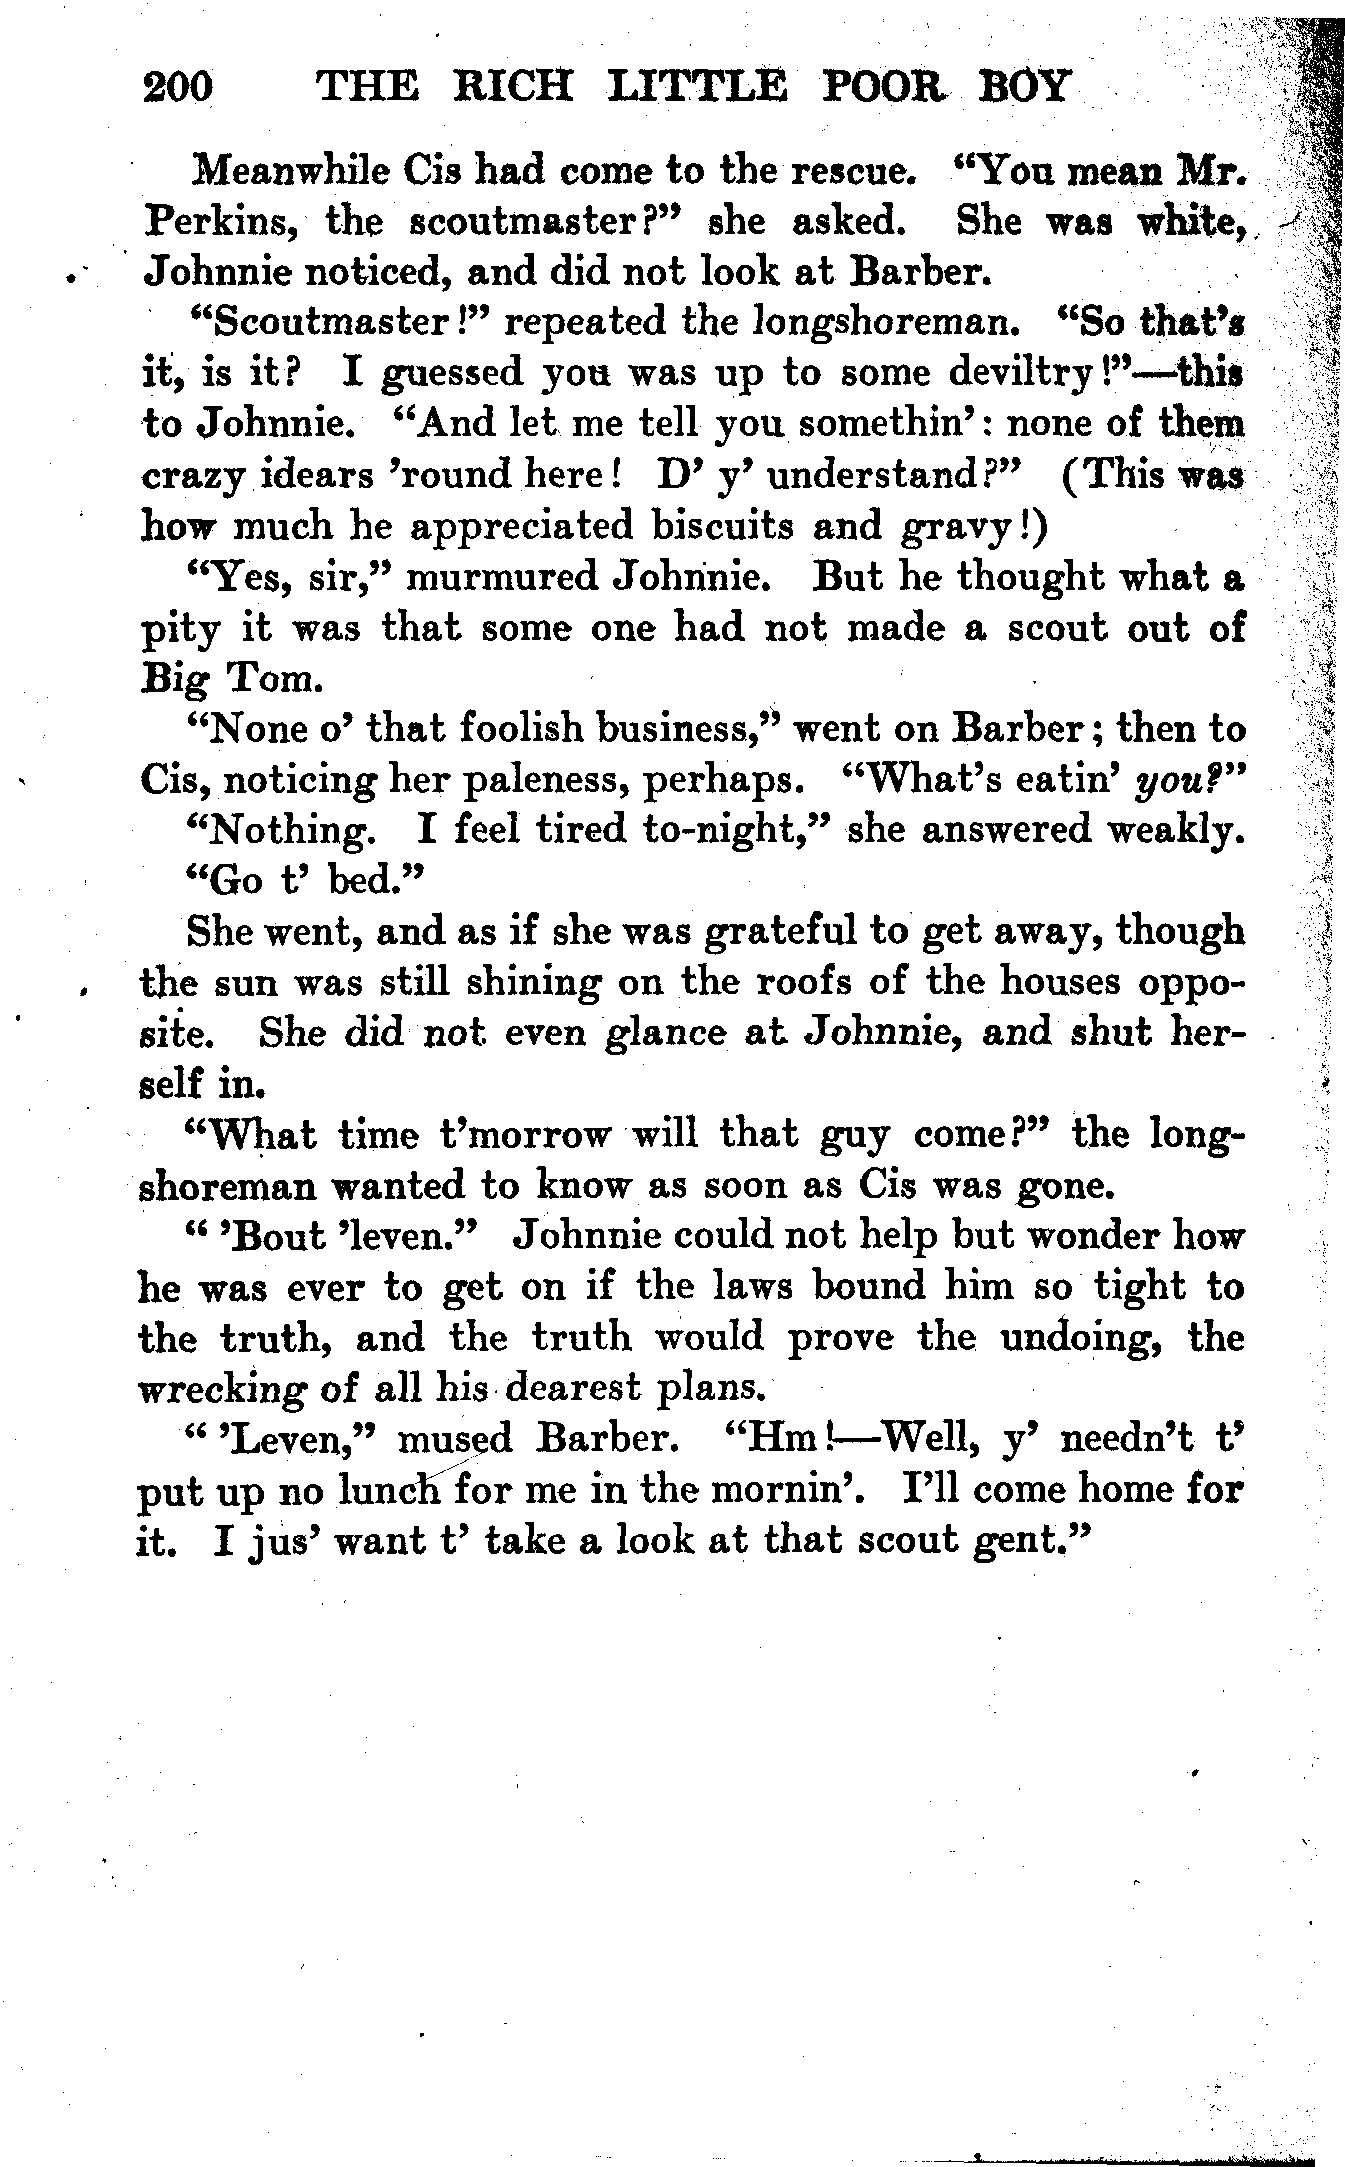 200 THE RICH LITTLE POOR BOY
Meanwhile Cis had come to the rescue. “You mean Mr.
Perkins, the scoutmaster?” she asked. She was white,
Johnnie noticed, and did not look at Barber.
“Scoutmaster!” repeated the longshoreman. “So that’s
it, is it? I guessed you was up to some deviltry!”—this
to Johnnie. “And let me tell you somethin’: none of them
crazy idears ’round here! D’ y’ understand?” (This was
how much he appreciated biscuits and gravy!)
“Yes, sir,” murmured Johnnie. But he thought what a
pity it was that some one had not made a scout out of
Big Tom.
“None o’ that foolish business,” went on Barber; then to
Cis, noticing her paleness, perhaps. “What’s eatin’ you?”
“Nothing. I feel tired to-night,” she answered weakly.
“Go t’ bed.”
She went, and as if she was grateful to get away, though
the sun was still shining on the roofs of the houses oppo-
site. She did not even glance at Johnnie, and shut her-
self in.
“What time t’morrow will that guy come?” the long-
shoreman wanted to know as soon as Cis was gone.
“ ’Bout ’leven.” Johnnie could not help but wonder how
he was ever to get on if the laws bound him so tight to
the truth, and the truth would prove the undoing, the
wrecking of all his dearest plans.
“ ’Leven,” mused Barber. “Hm!—Well, y’ needn’t t’
put up no lunch for me in the mornin’. I’ll come home for
it. I jus’ want t’ take a look at that scout gent.”